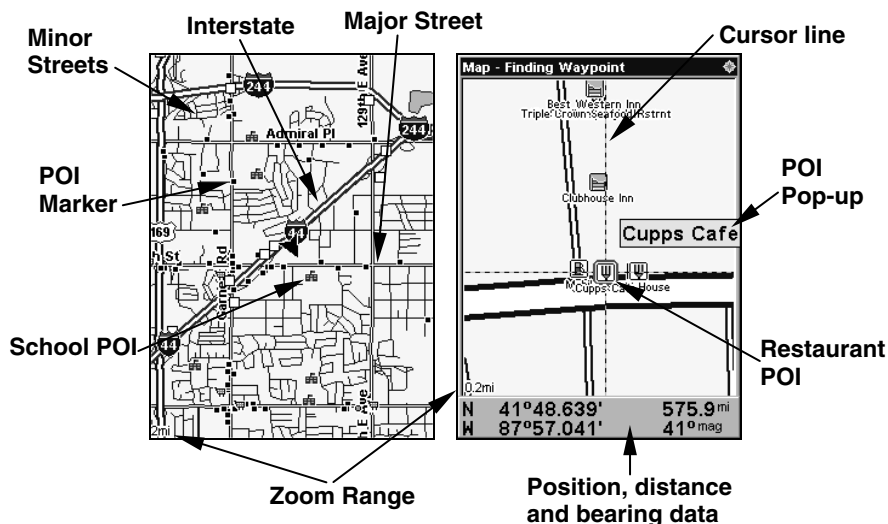 Minor
Streets
Interstate
Major Street
Cursor line
POI
Marker
POI
Pop-up
School POI
Restaurant
POI
Zoom Range
Position, distance
and bearing data
244
129th E Ave
244
Admiral Pl
44
169
h St
Garnett Rd
44
h E Ave
2mi
Map - Finding Waypoint
Best Western Inn
Triple Crown Seafood Rstrnt
Clubhouse Inn
Cupps Cafe
Cupps Caf House
0.2mi
N 41°48.639' 575.9 mi
W 87°57.041' 41° mag